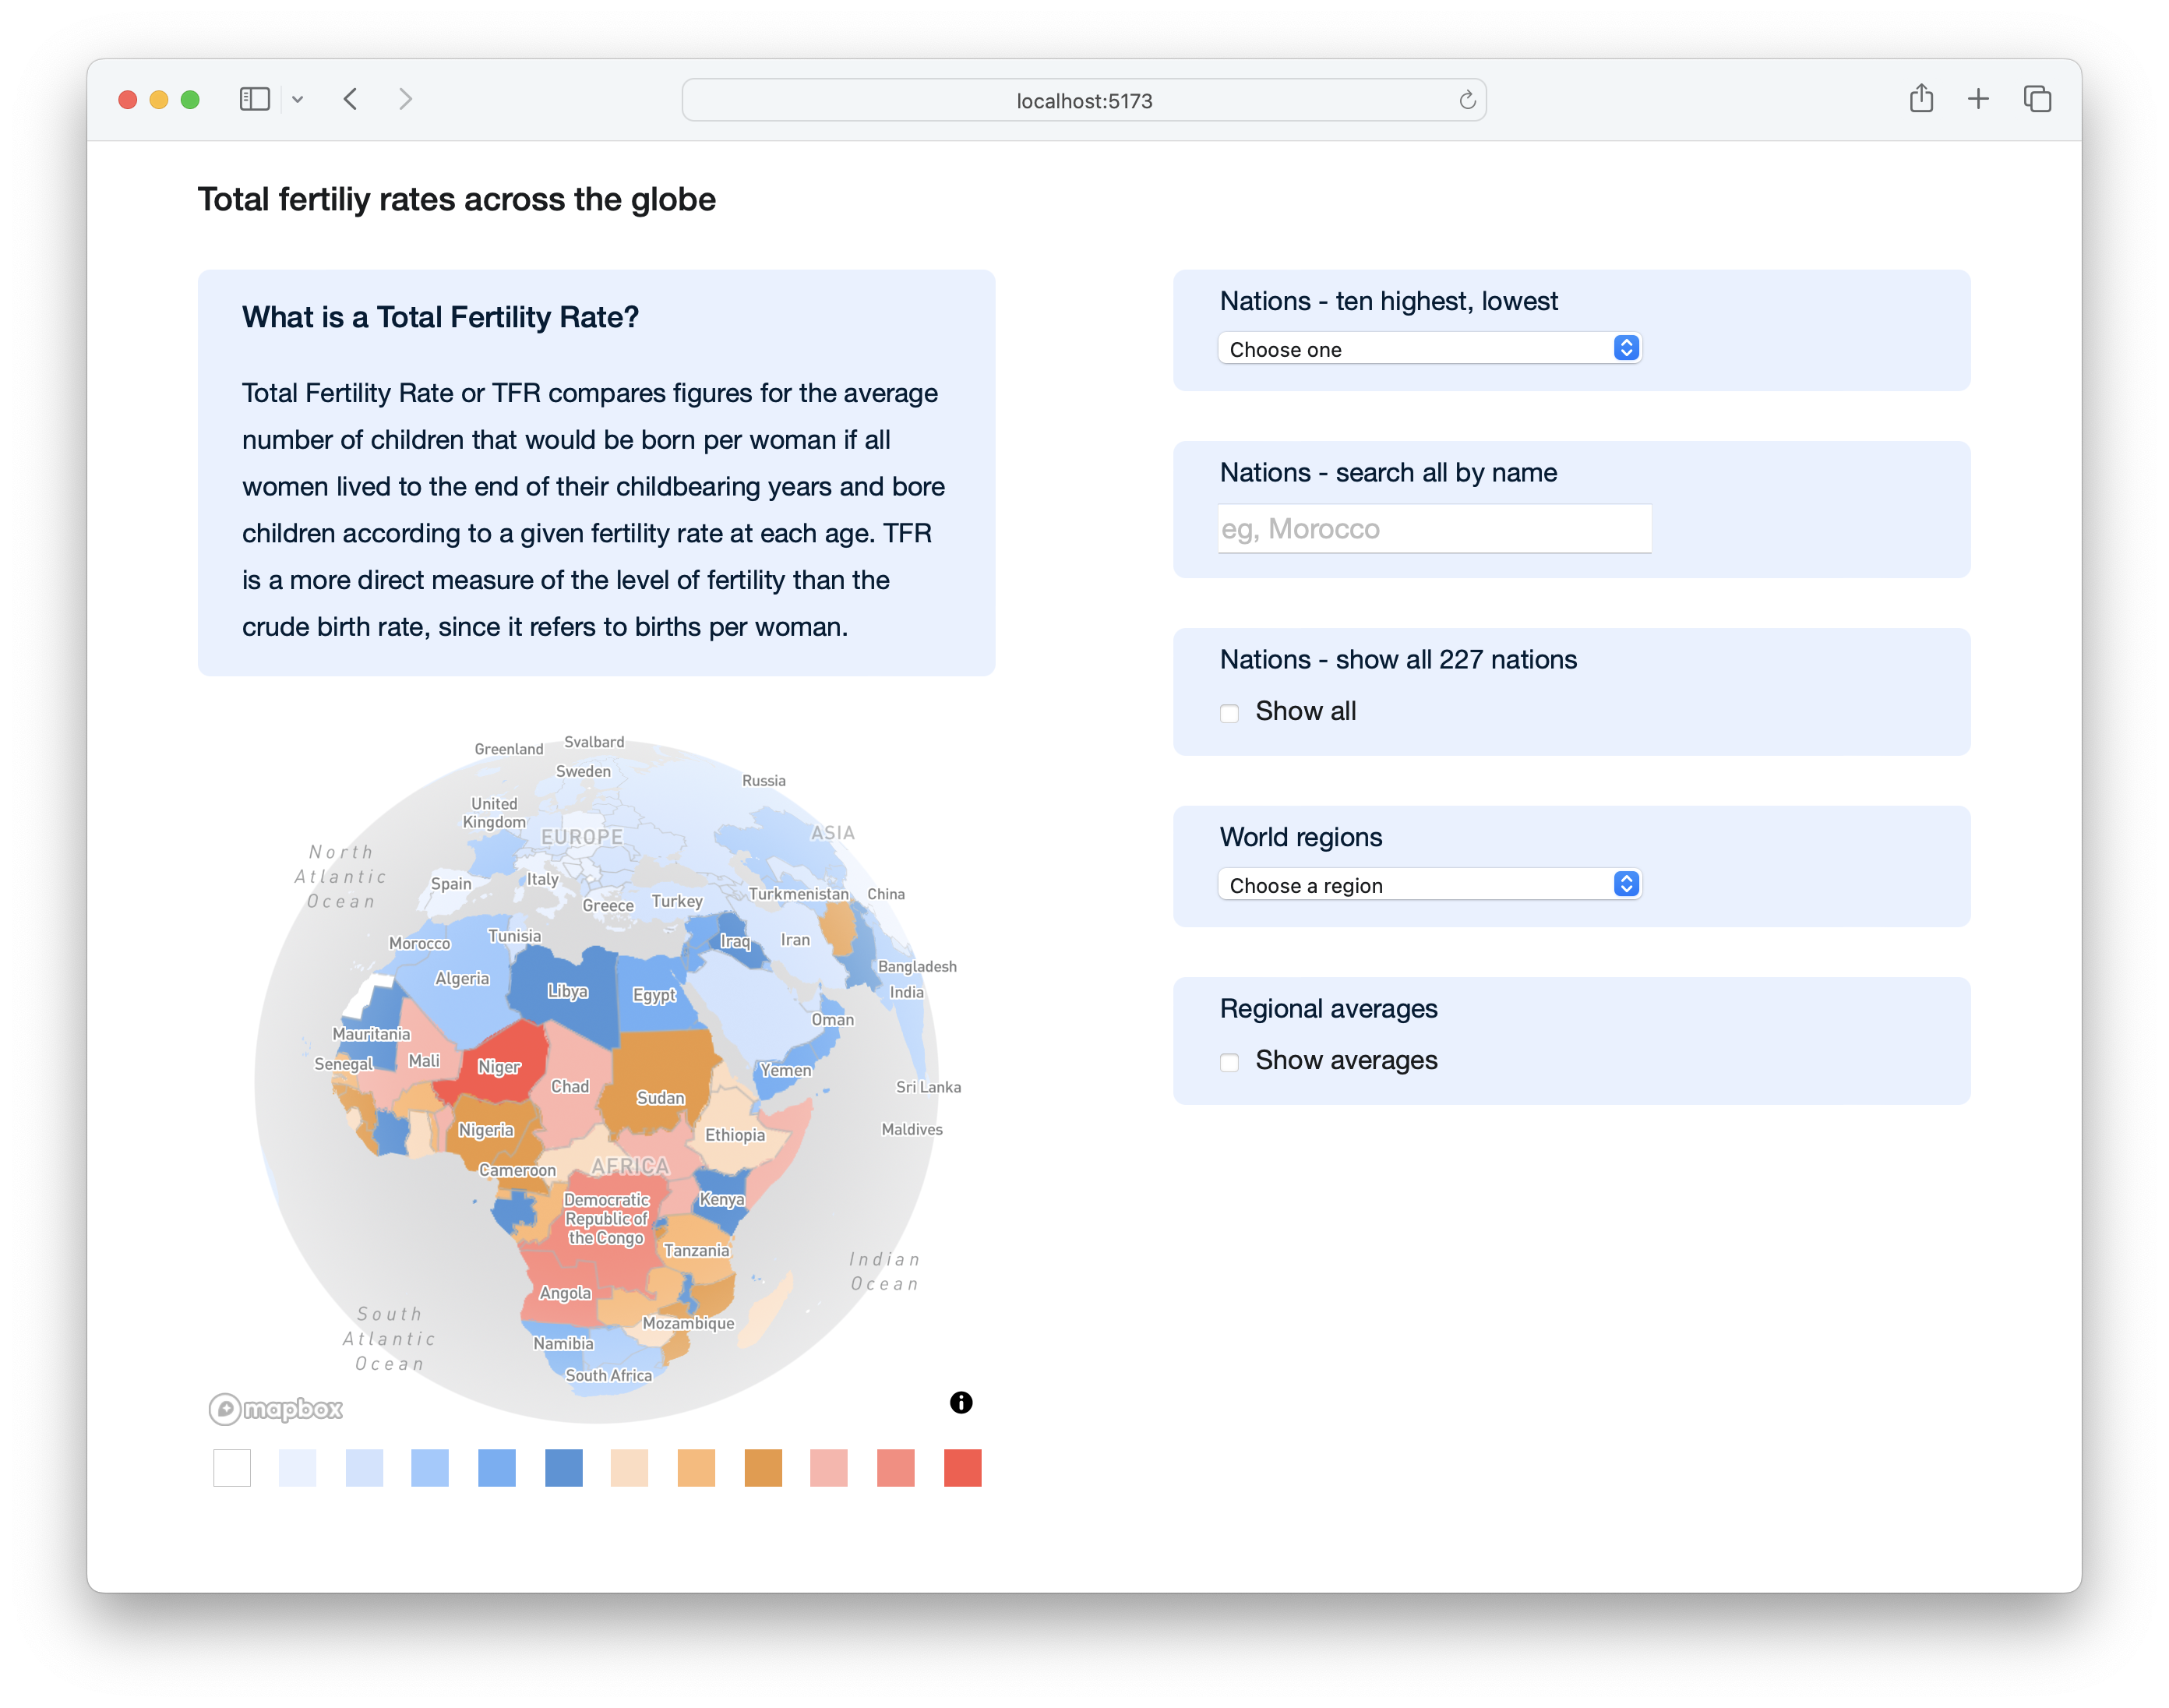 localhost:5173
Total fertiliy rates across the globe
What is a Total Fertility Rate?
Total Fertility Rate or TFR compares figures for the average
number of children that would be born per woman if all
women lived to the end of their childbearing years and bore
children according to a given fertility rate at each age. TFR
is a more direct measure of the level of fertility than the
crude birth rate, since it refers to births per woman.
Nations - ten highest, lowest
Choose one
Nations - search all by name
eg, Morocco
Nations - show all 227 nations
Show all
World regions
Choose a region
Regional averages
Show averages
Greenland
Svalbard
Sweden
Russia
United
Kingdom
EUROPE
ASIA
North
Atlantic
Ocean
Spain
Italy
Greece
Turkey
Turkmenistan
China
Morocco
Tunisia
Iraq
Iran
Algeria
Libya
Egypt
Bangladesh
India
Oman
Mauritania
Senegal
Mali
Niger
Chad
Sudan
Yemen
Sri Lanka
Nigeria
Ethiopia
Maldives
Cameroon
AFRICA
Democratic
Republic of
the Congo
Kenya
Tanzania
Indian
Ocean
Angola
Mozambique
South
Atlantic
Ocean
Namibia
South Africa
mapbox